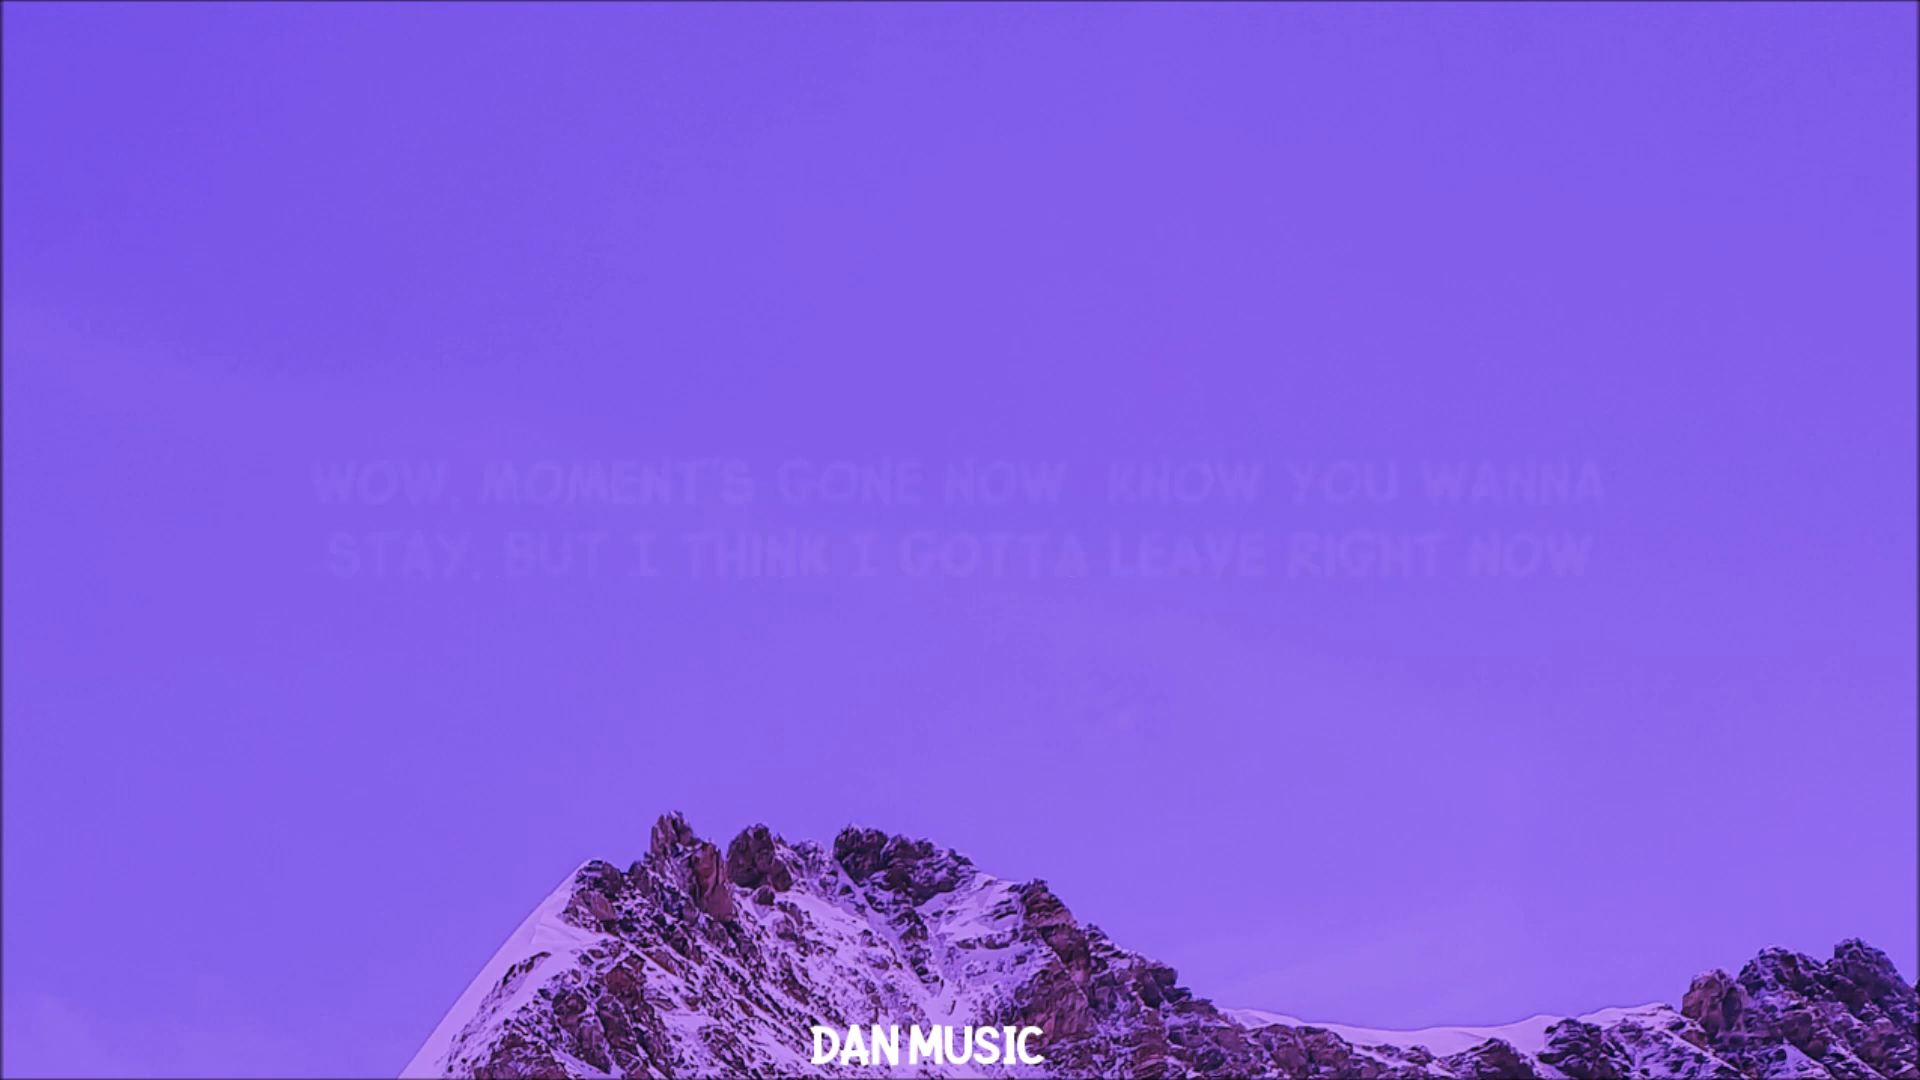 WOW, MOMENT'S GONE NOW  KNOW YOU WANNA
STAY, BUT I THINK I GOTTA LEAVE RIGHT NOW
DAN MUSIC